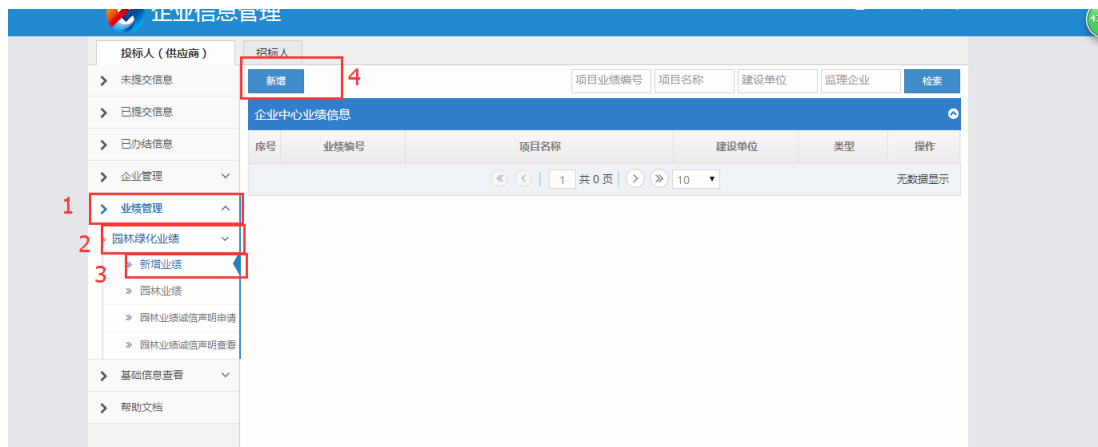 企业信息管理
投标人（供应商） 招标人
未提交信息
已提交信息
已办结信息
企业管理
1 业绩管理
2 园林绿化业绩
3 新增业绩
园林业绩
园林业绩诚信声明申请
园林业绩诚信声明查看
基础信息查看
帮助文档
新增 4 项目业绩编号 项目名称 建设单位 监理企业 检索
企业中心业绩信息
序号 业绩编号 项目名称 建设单位 类型 操作
1 共 0 页 10 无数据显示